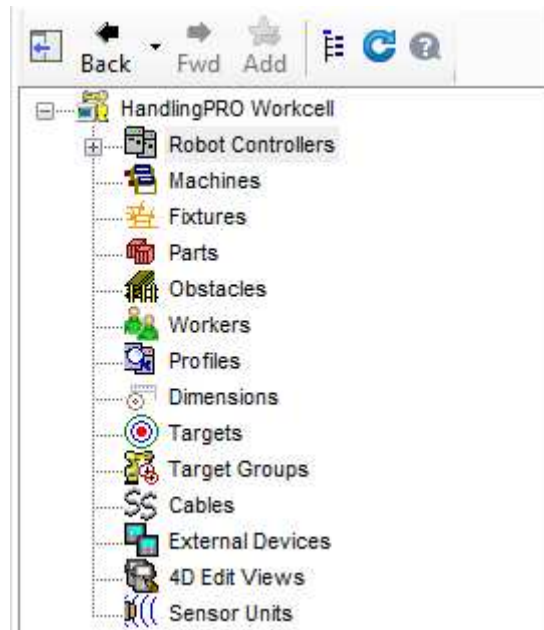 Back Fwd Add
HandlingPRO Workcell
Robot Controllers
Machines
Fixtures
Parts
Obstacles
Workers
Profiles
Dimensions
Targets
Target Groups
Cables
External Devices
4D Edit Views
Sensor Units